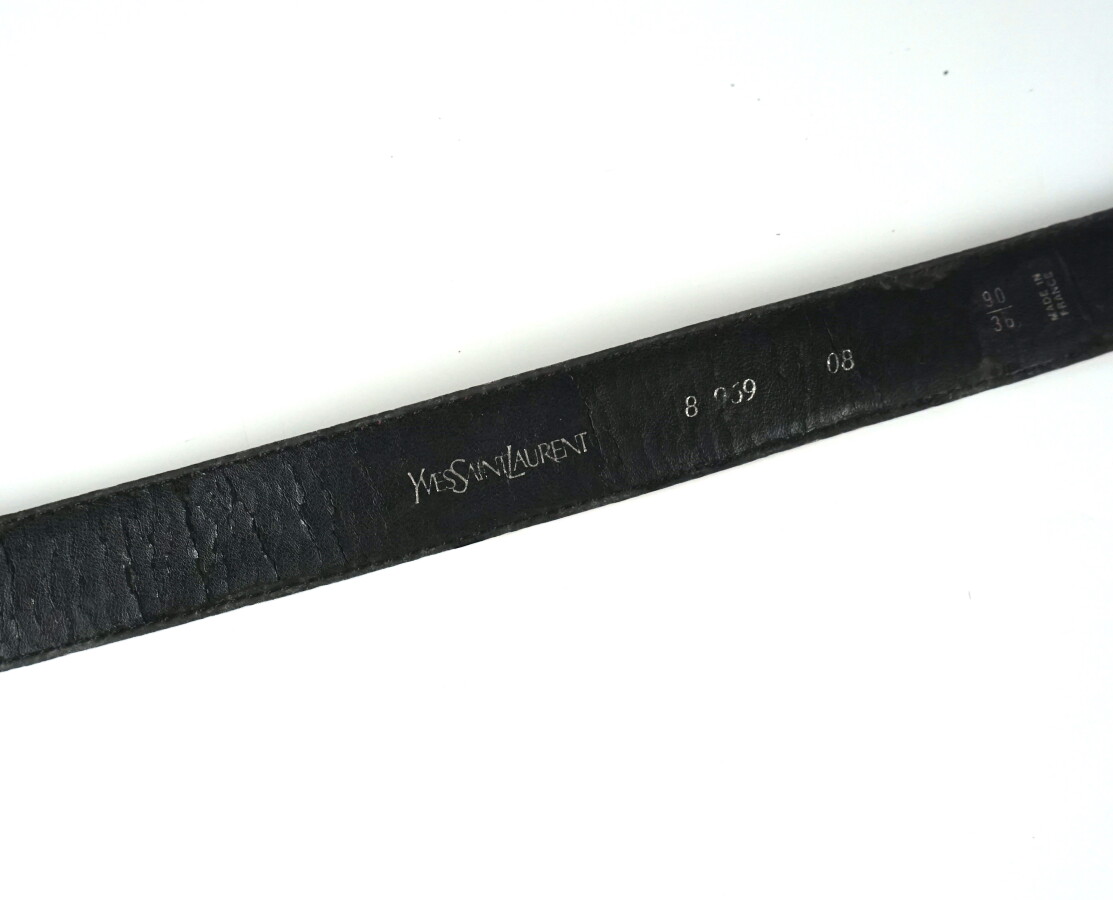 YVESSAINTLAURENT
08
90
36
MADE IN
FRANCE